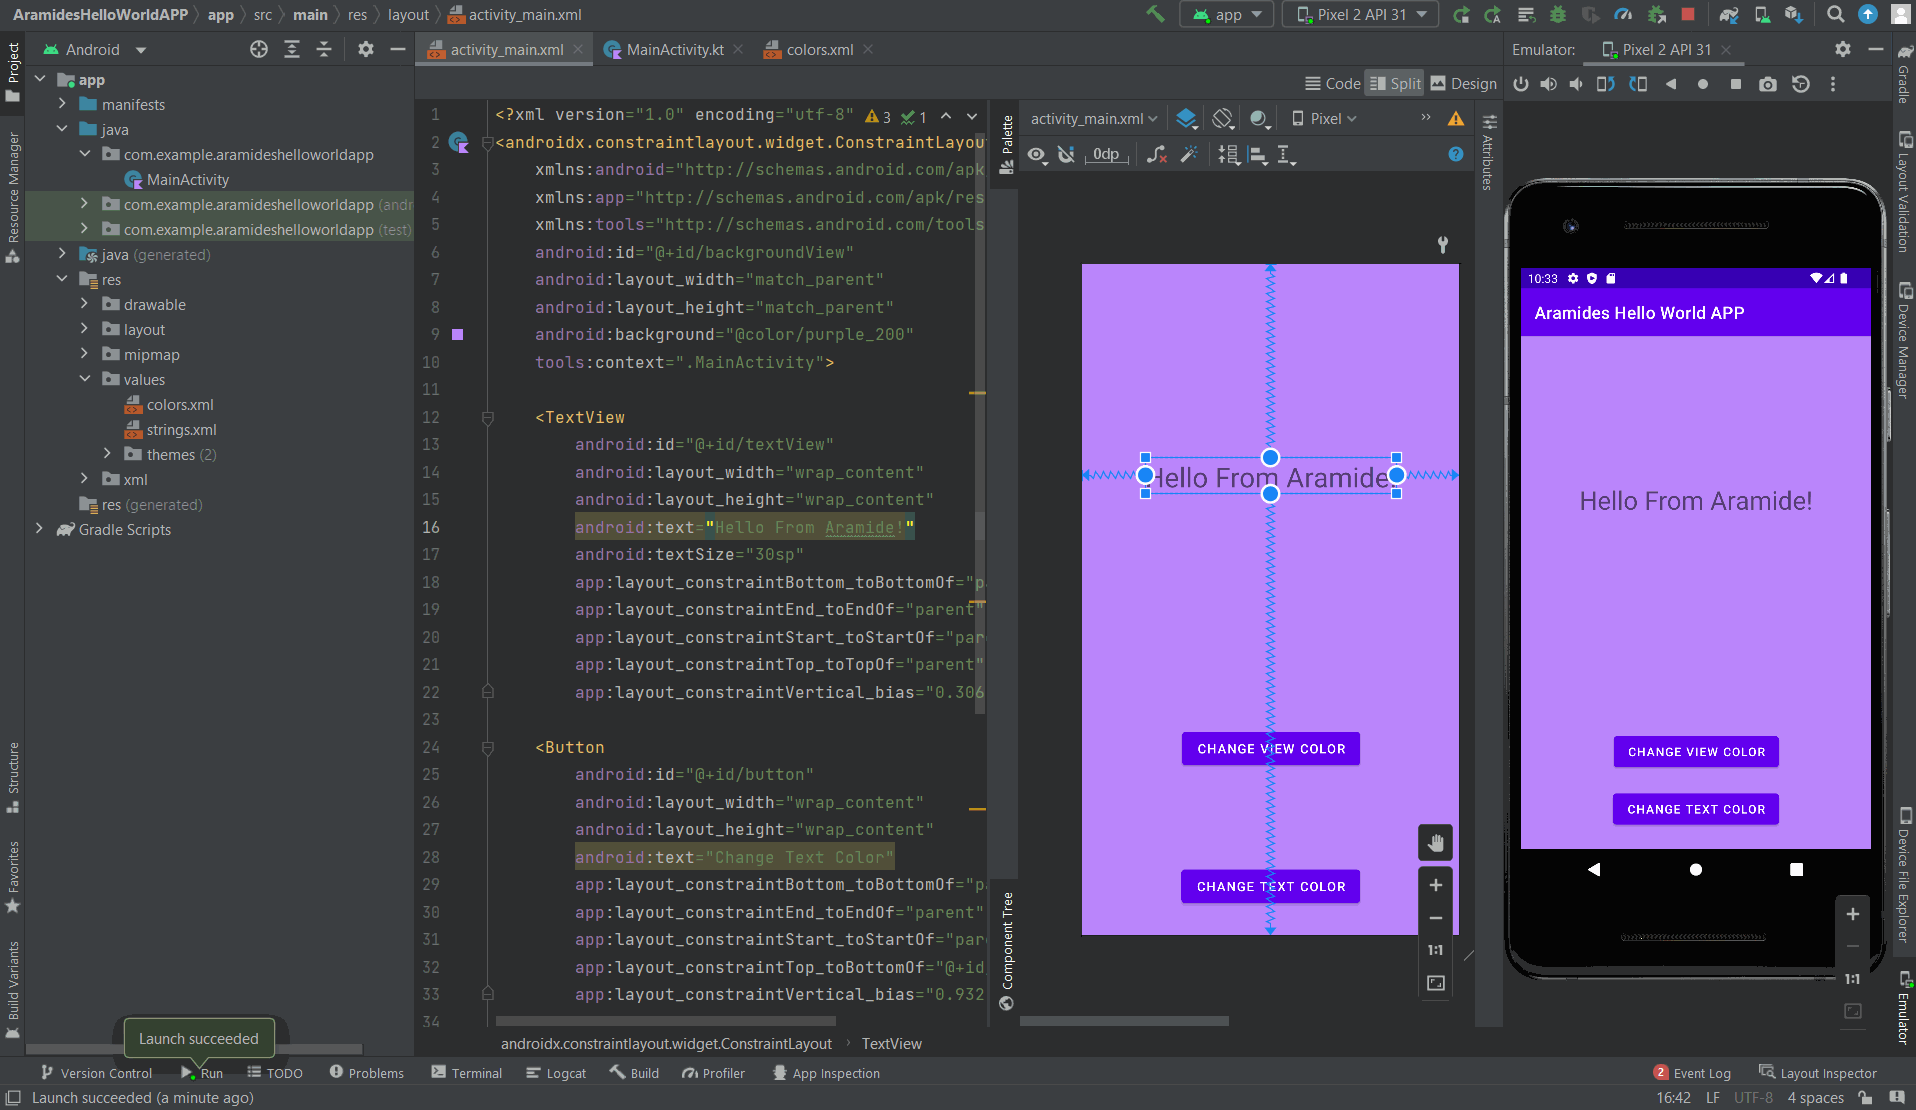 AramidesHelloWorldAPP app src main res layout activity_main.xml
app
Pixel 2 API 31
Android
activity_main.xml
MainActivity.kt
colors.xml
Emulator: Pixel 2 API 31
Code Split Design
Project
Resource Manager
Structure
Favorites
Build Variants
app
manifests
java
com.example.aramideshelloworldapp
MainActivity
com.example.aramideshelloworldapp (andr
com.example.aramideshelloworldapp (test)
java (generated)
res
drawable
layout
mipmap
values
colors.xml
strings.xml
themes (2)
xml
res (generated)
Gradle Scripts
1 <?xml version="1.0" encoding="utf-8" 3 1
2 <androidx.constraintlayout.widget.ConstraintLayou
3 xmlns:android="http://schemas.android.com/apk
4 xmlns:app="http://schemas.android.com/apk/res
5 xmlns:tools="http://schemas.android.com/tools
6 android:id="@+id/backgroundView"
7 android:layout_width="match_parent"
8 android:layout_height="match_parent"
9 android:background="@color/purple_200"
10 tools:context=".MainActivity">
11
12 <TextView
13 android:id="@+id/textView"
14 android:layout_width="wrap_content"
15 android:layout_height="wrap_content"
16 android:text="Hello From Aramide!"
17 android:textSize="30sp"
18 app:layout_constraintBottom_toBottomOf="pa
19 app:layout_constraintEnd_toEndOf="parent"
20 app:layout_constraintStart_toStartOf="pare
21 app:layout_constraintTop_toTopOf="parent"
22 app:layout_constraintVertical_bias="0.306
23
24 <Button
25 android:id="@+id/button"
26 android:layout_width="wrap_content"
27 android:layout_height="wrap_content"
28 android:text="Change Text Color"
29 app:layout_constraintBottom_toBottomOf="pa
30 app:layout_constraintEnd_toEndOf="parent"
31 app:layout_constraintStart_toStartOf="pare
32 app:layout_constraintTop_toBottomOf="@+id
33 app:layout_constraintVertical_bias="0.932
34
androidx.constraintlayout.widget.ConstraintLayout TextView
Palette
Component Tree
activity_main.xml
Pixel
0dp
Attributes
Hello From Aramide!
CHANGE VIEW COLOR
CHANGE TEXT COLOR
1:1
10:33
Aramides Hello World APP
Hello From Aramide!
CHANGE VIEW COLOR
CHANGE TEXT COLOR
1:1
Gradle
Layout Validation
Device Manager
Device File Explorer
Emulator
Launch succeeded
Version Control Run TODO Problems Terminal Logcat Build Profiler App Inspection
2 Event Log Layout Inspector
Launch succeeded (a minute ago)
16:42 LF UTF-8 4 spaces